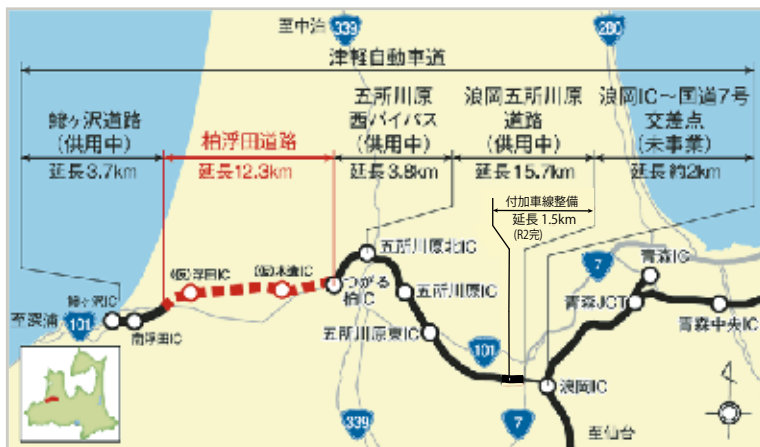 至中泊
339
280
津軽自動車道
鰺ヶ沢道路
(供用中)
延長3.7km
柏浮田道路
延長12.3km
五所川原
西バイパス
(供用中)
延長3.8km
浪岡五所川原
道路
(供用中)
延長15.7km
浪岡IC～国道7号
交差点
(未事業)
延長 約2km
付加車線整備
延長 1.5km
(R2完)
五所川原北IC
7
青森IC
(仮)浮田IC
(仮)木造IC
つがる
柏IC
五所川原IC
鰺ヶ沢IC
至深浦
101
南浮田IC
青森JCT
青森中央IC
五所川原東IC
101
浪岡IC
339
7
至仙台